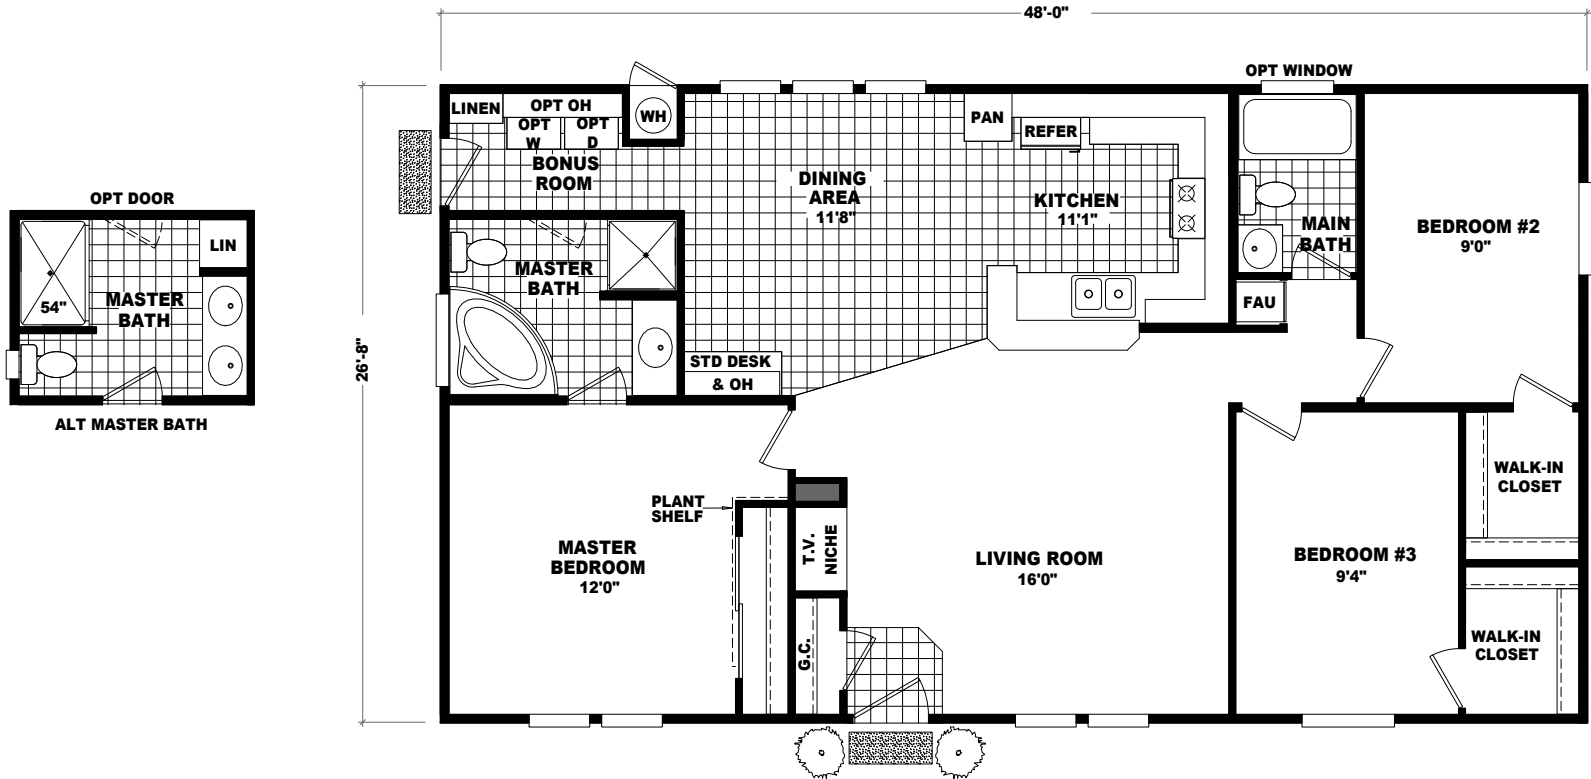 48'-0"
OPT WINDOW
LINEN
OPT OH
OPT
W
OPT
D
WH
PAN
REFER
BONUS
ROOM
DINING
AREA
11'8"
KITCHEN
11'1"
MAIN
BATH
BEDROOM #2
9'0"
OPT DOOR
LIN
54"
MASTER
BATH
ALT MASTER BATH
26'-8"
MASTER
BATH
FAU
STD DESK
& OH
PLANT
SHELF
MASTER
BEDROOM
12'0"
T.V.
NICHE
G.C.
LIVING ROOM
16'0"
BEDROOM #3
9'4"
WALK-IN
CLOSET
WALK-IN
CLOSET